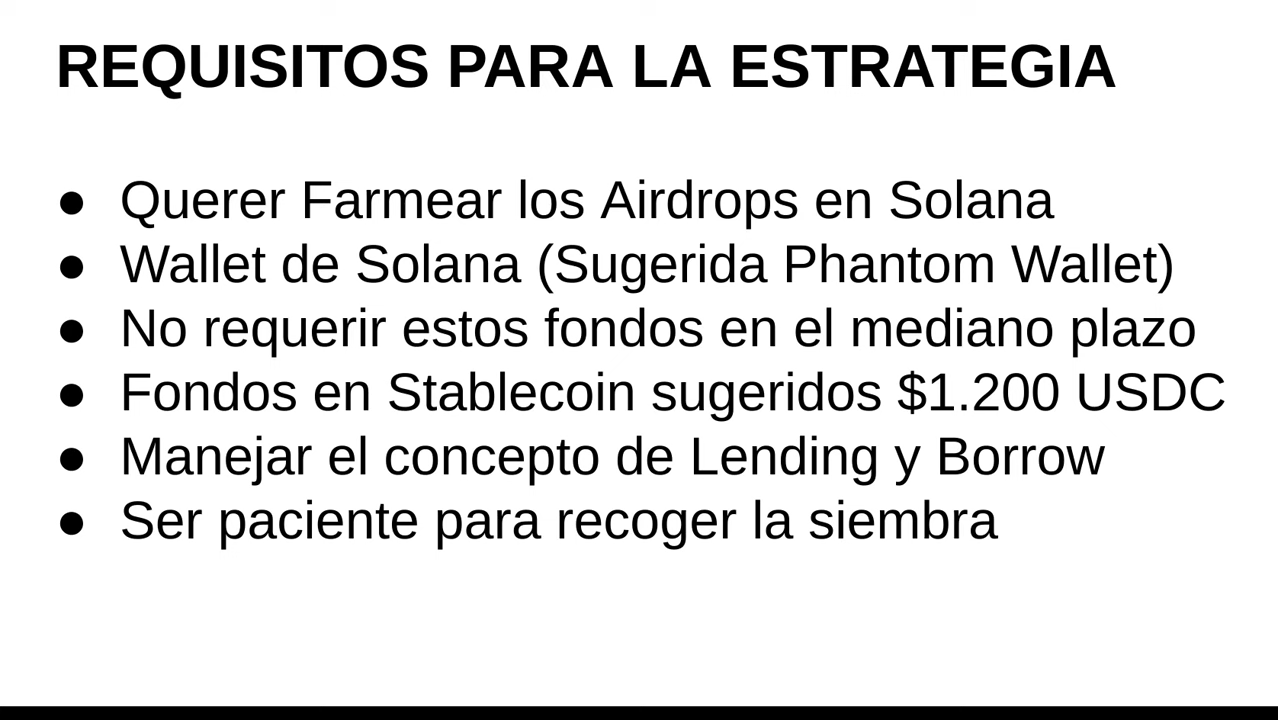 REQUISITOS PARA LA ESTRATEGIA
● Querer Farmear los Airdrops en Solana
● Wallet de Solana (Sugerida Phantom Wallet)
● No requerir estos fondos en el mediano plazo
● Fondos en Stablecoin sugeridos $1.200 USDC
● Manejar el concepto de Lending y Borrow
● Ser paciente para recoger la siembra